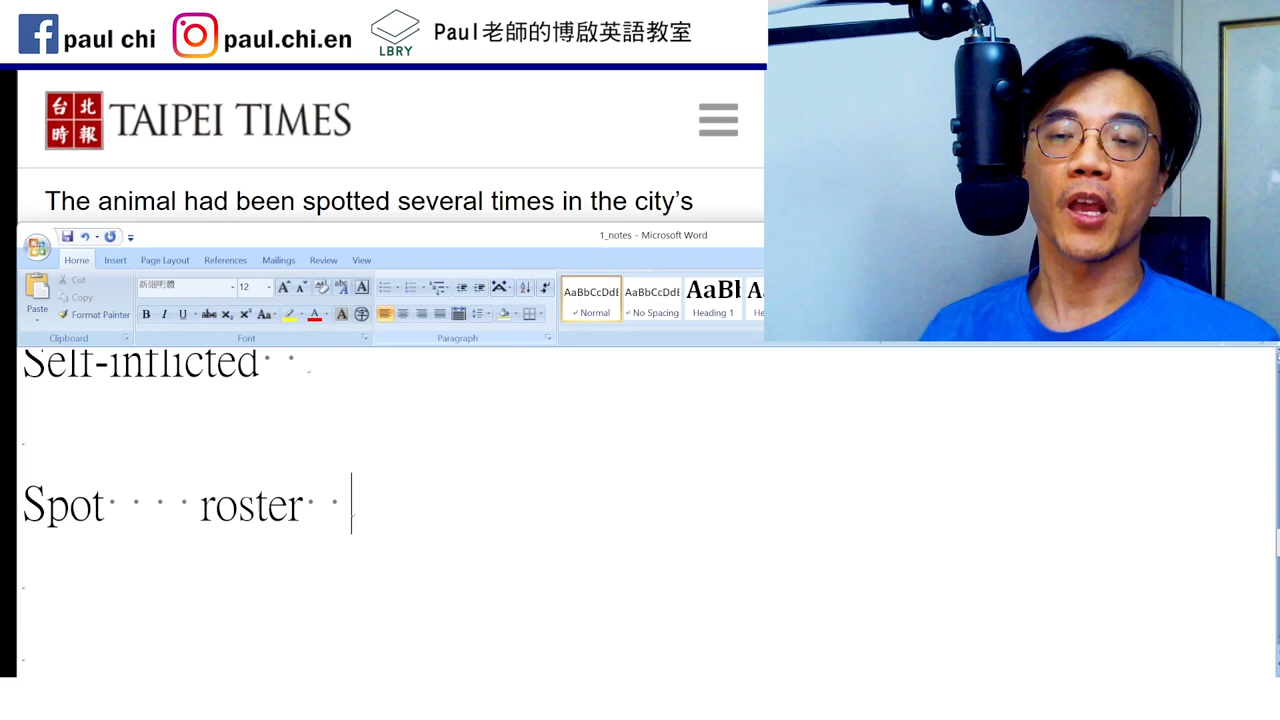 paul chi
paul.chi.en
LBRY
Paul老師的博啟英語教室
台北時報
TAIPEI TIMES
The animal had been spotted several times in the city's
1_notes - Microsoft Word
Home Insert Page Layout References Mailings Review View
Cut
Copy
Format Painter
Paste
新細明體 12
AaBbCcDdE AaBbCcDdE AaBbC
Normal No Spacing Heading 1
Clipboard Font Paragraph
Self-inflicted
Spot roster